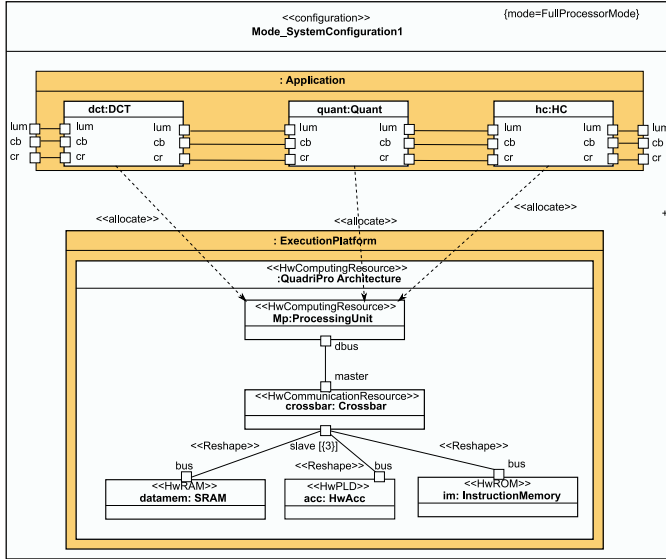 <<configuration>>
{mode=FullProcessorMode}
Mode_SystemConfiguration1
: Application
dct:DCT
quant:Quant
hc:HC
lum lum lum lum lum lum lum lum
cb cb cb cb cb cb cb cb
cr cr cr cr cr cr cr cr
<<allocate>>
<<allocate>>
<<allocate>>
+
: ExecutionPlatform
<<HwComputingResource>>
:QuadriPro Architecture
<<HwComputingResource>>
Mp:ProcessingUnit
dbus
master
<<HwCommunicationResource>>
crossbar: Crossbar
<<Reshape>>
slave [{3}]
<<Reshape>>
<<Reshape>>
bus
bus
bus
<<HwRAM>>
datamem: SRAM
<<HwPLD>>
acc: HwAcc
<<HwROM>>
im: InstructionMemory